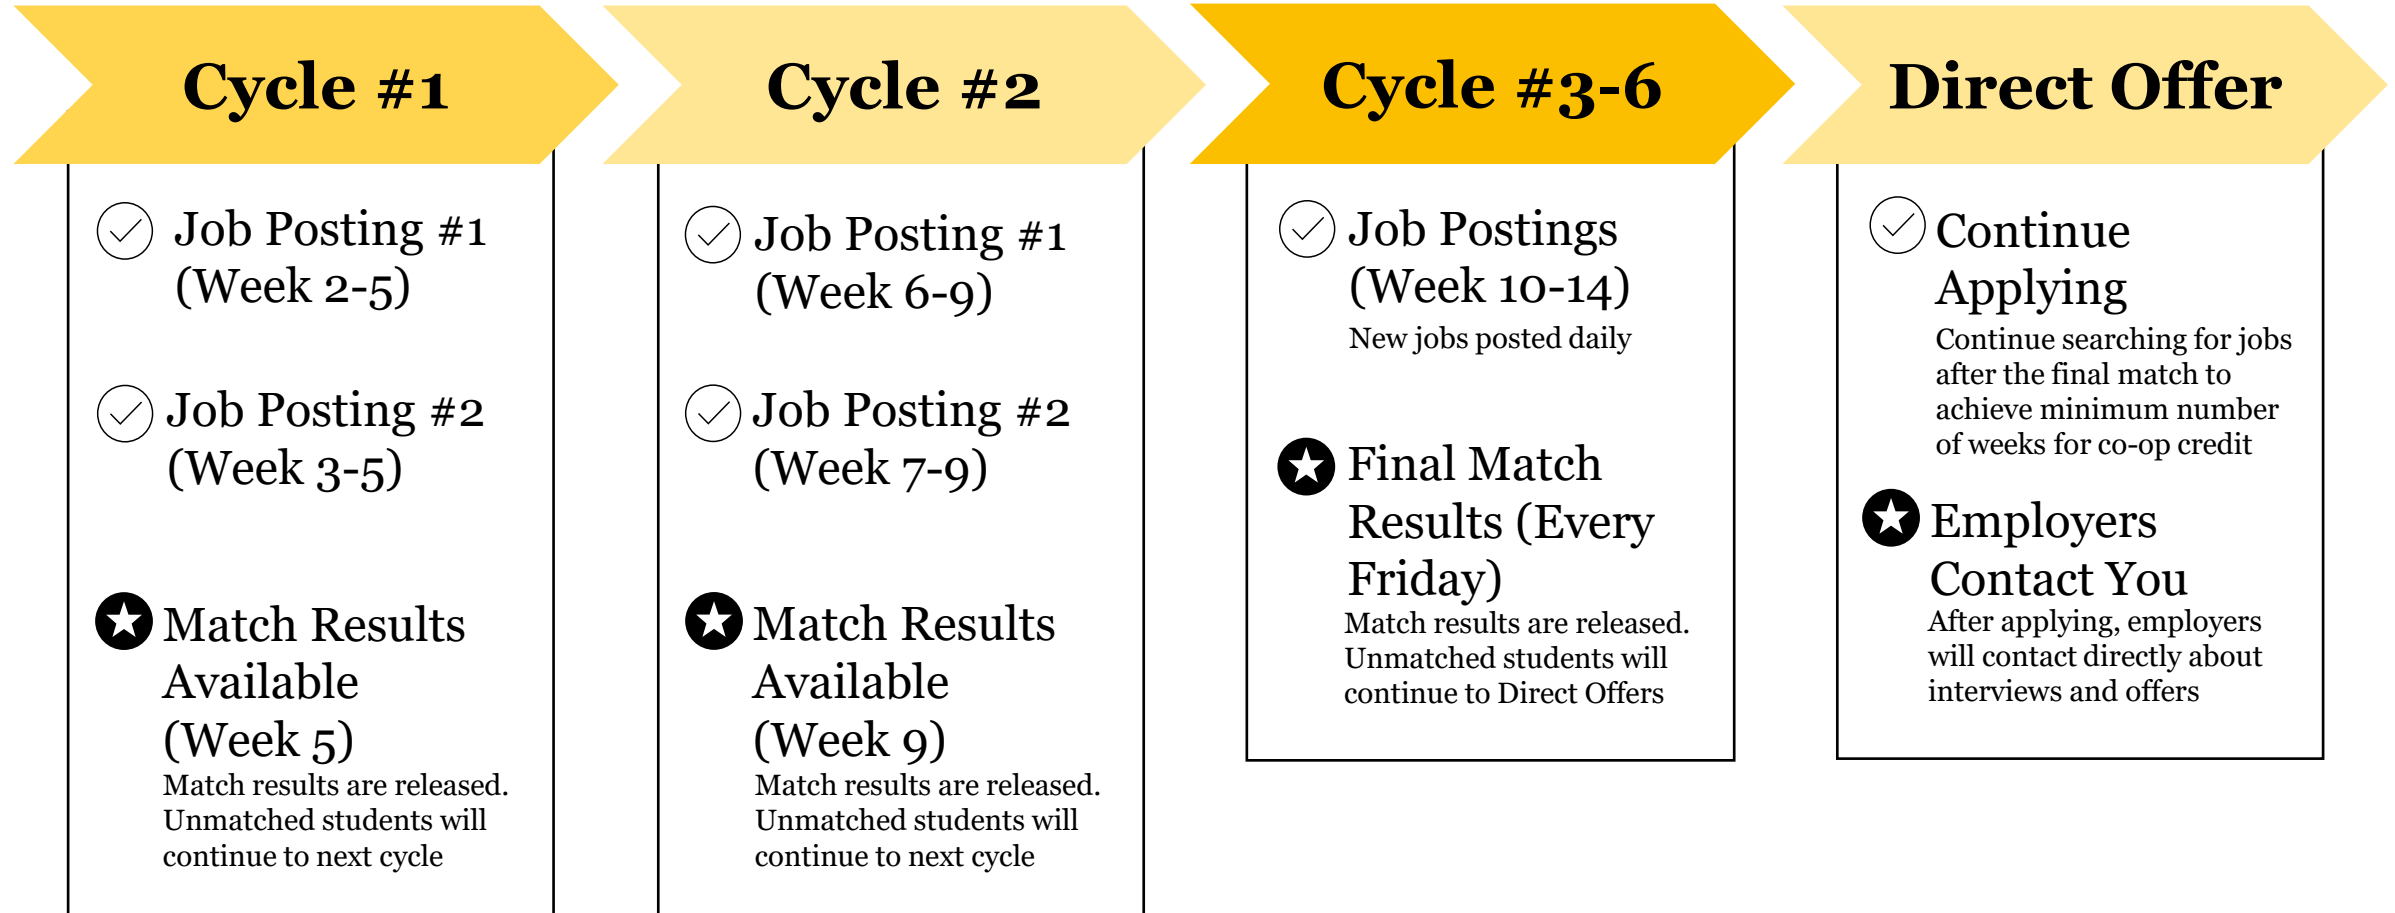 Cycle #1
Job Posting #1
(Week 2-5)
Job Posting #2
(Week 3-5)
Match Results
Available
(Week 5)
Match results are released.
Unmatched students will
continue to next cycle
Cycle #2
Job Posting #1
(Week 6-9)
Job Posting #2
(Week 7-9)
Match Results
Available
(Week 9)
Match results are released.
Unmatched students will
continue to next cycle
Cycle #3-6
Job Postings
(Week 10-14)
New jobs posted daily
Final Match
Results (Every
Friday)
Match results are released.
Unmatched students will
continue to Direct Offers
Direct Offer
Continue
Applying
Continue searching for jobs
after the final match to
achieve minimum number
of weeks for co-op credit
Employers
Contact You
After applying, employers
will contact directly about
interviews and offers